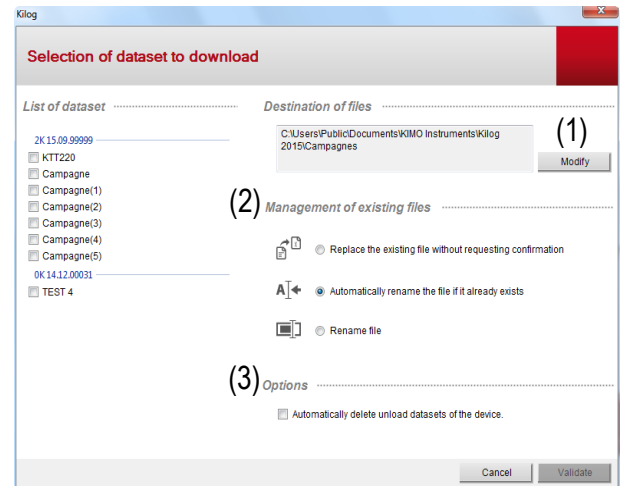 Kilog
Selection of dataset to download
List of dataset
2K 15.09.99999
KTT220
Campagne
Campagne(1)
Campagne(2)
Campagne(3)
Campagne(4)
Campagne(5)
0K 14.12.00031
TEST 4
Destination of files
C:\Users\Public\Documents\KIMO Instruments\Kilog
2015\Campagnes
(1)
Modify
(2) Management of existing files
Replace the existing file without requesting confirmation
A Automatically rename the file if it already exists
Rename file
(3) Options
Automatically delete unload datasets of the device.
Cancel Validate